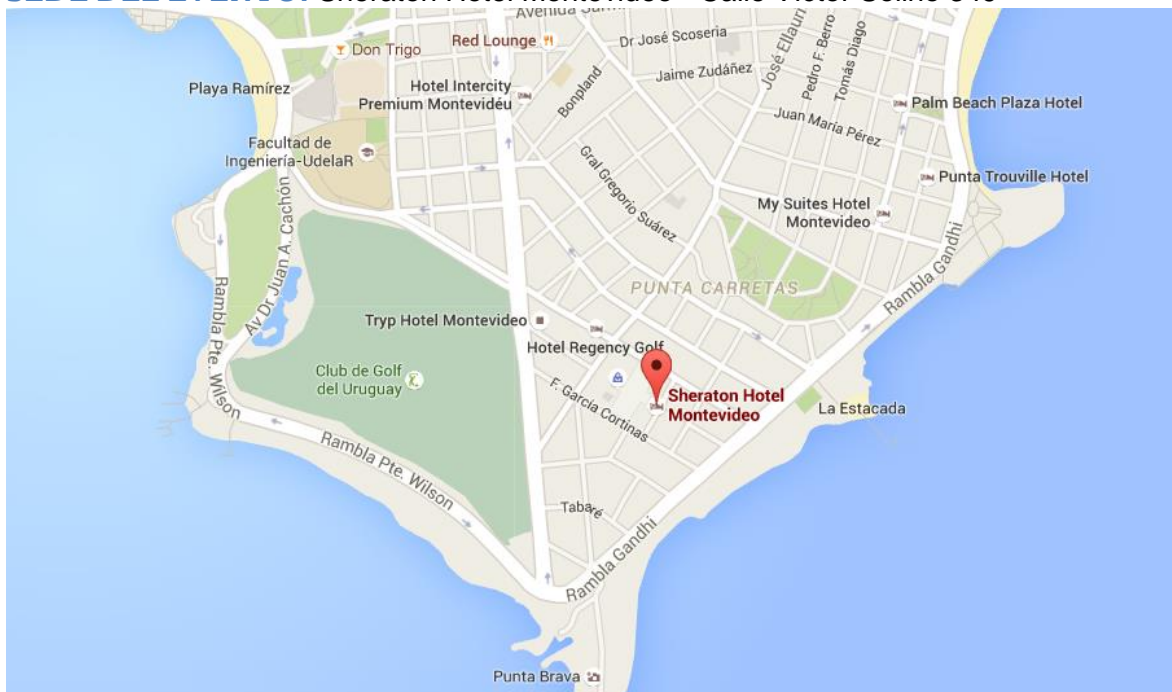 SEDE DEL EVENTO: Sheraton Hotel Montevideo - Calle Víctor Soliño 349
Don Trigo
Red Lounge
Dr José Scoseria
José Ellauri
Pedro F. Berro
Tomás Diago
Playa Ramírez
Hotel Intercity
Premium Montevidéu
Bonpland
Jaime Zudáñez
Palm Beach Plaza Hotel
Juan María Pérez
Facultad de
Ingeniería-UdelaR
Gral Gregorio Suárez
Punta Trouville Hotel
My Suites Hotel
Montevideo
Av Dr Juan A. Cachón
Rambla Gandhi
PUNTA CARRETAS
Rambla Pte. Wilson
Tryp Hotel Montevideo
Hotel Regency Golf
Club de Golf
del Uruguay
F. García Cortinas
Sheraton Hotel
Montevideo
La Estacada
Rambla Pte. Wilson
Tabaré
Rambla Gandhi
Punta Brava